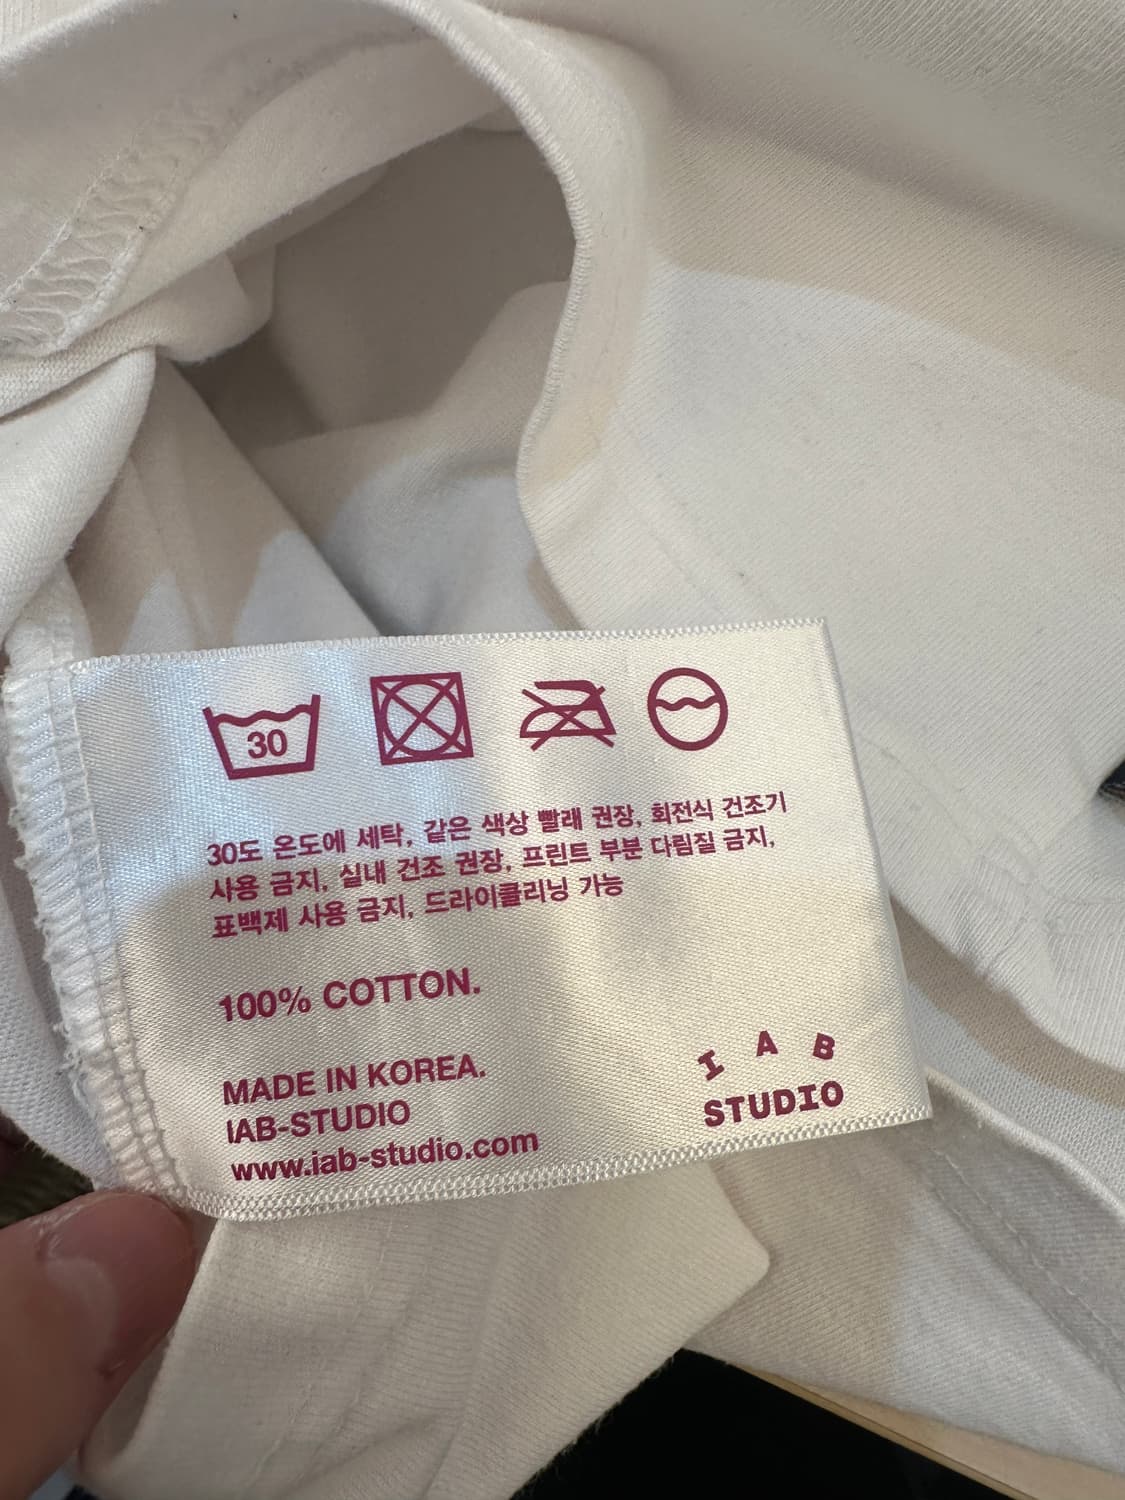 30
30도 온도에 세탁, 같은 색상 빨래 권장, 회전식 건조기
사용 금지, 실내 건조 권장, 프린트 부분 다림질 금지,
표백제 사용 금지, 드라이클리닝 가능
100% COTTON.
MADE IN KOREA.
IAB-STUDIO
www.iab-studio.com
I A B
STUDIO